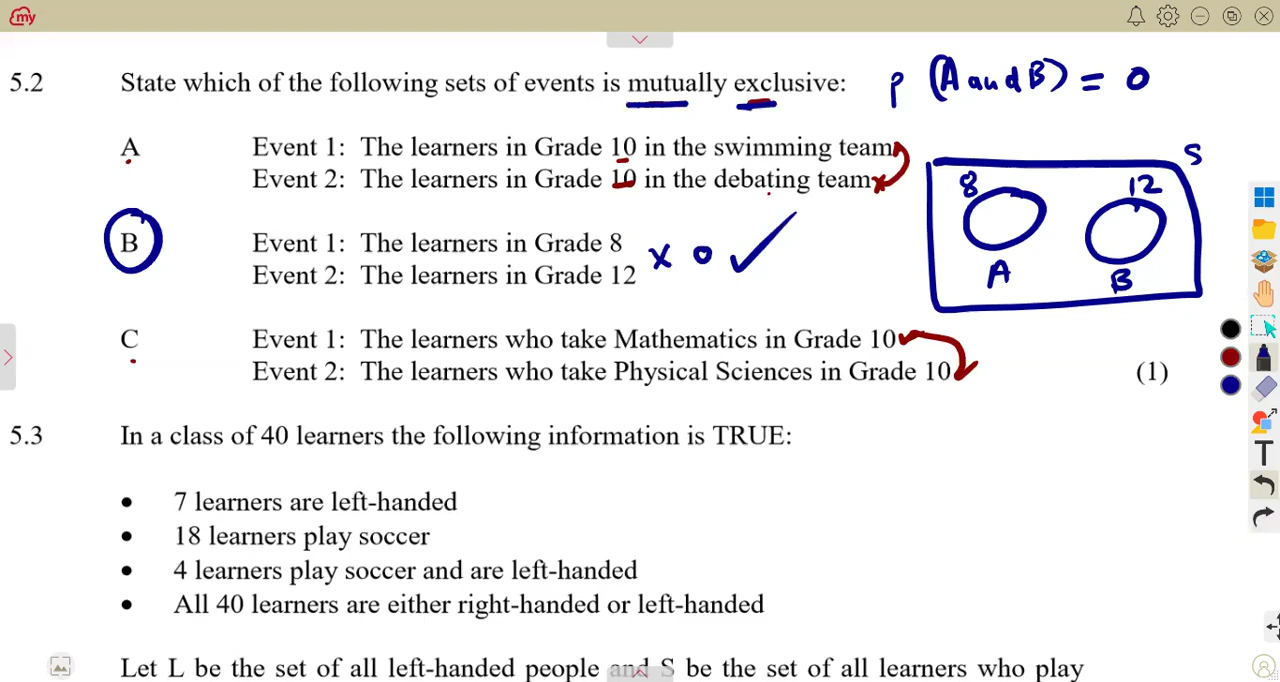 my
5.2 State which of the following sets of events is mutually exclusive: P (A and B) = 0
A Event 1: The learners in Grade 10 in the swimming team
Event 2: The learners in Grade 10 in the debating team x
S
8 12
A B
B Event 1: The learners in Grade 8
Event 2: The learners in Grade 12 x 0 ✓
C Event 1: The learners who take Mathematics in Grade 10
Event 2: The learners who take Physical Sciences in Grade 10 (1)
5.3 In a class of 40 learners the following information is TRUE:
• 7 learners are left-handed
• 18 learners play soccer
• 4 learners play soccer and are left-handed
• All 40 learners are either right-handed or left-handed
Let L be the set of all left-handed people and S be the set of all learners who play
T